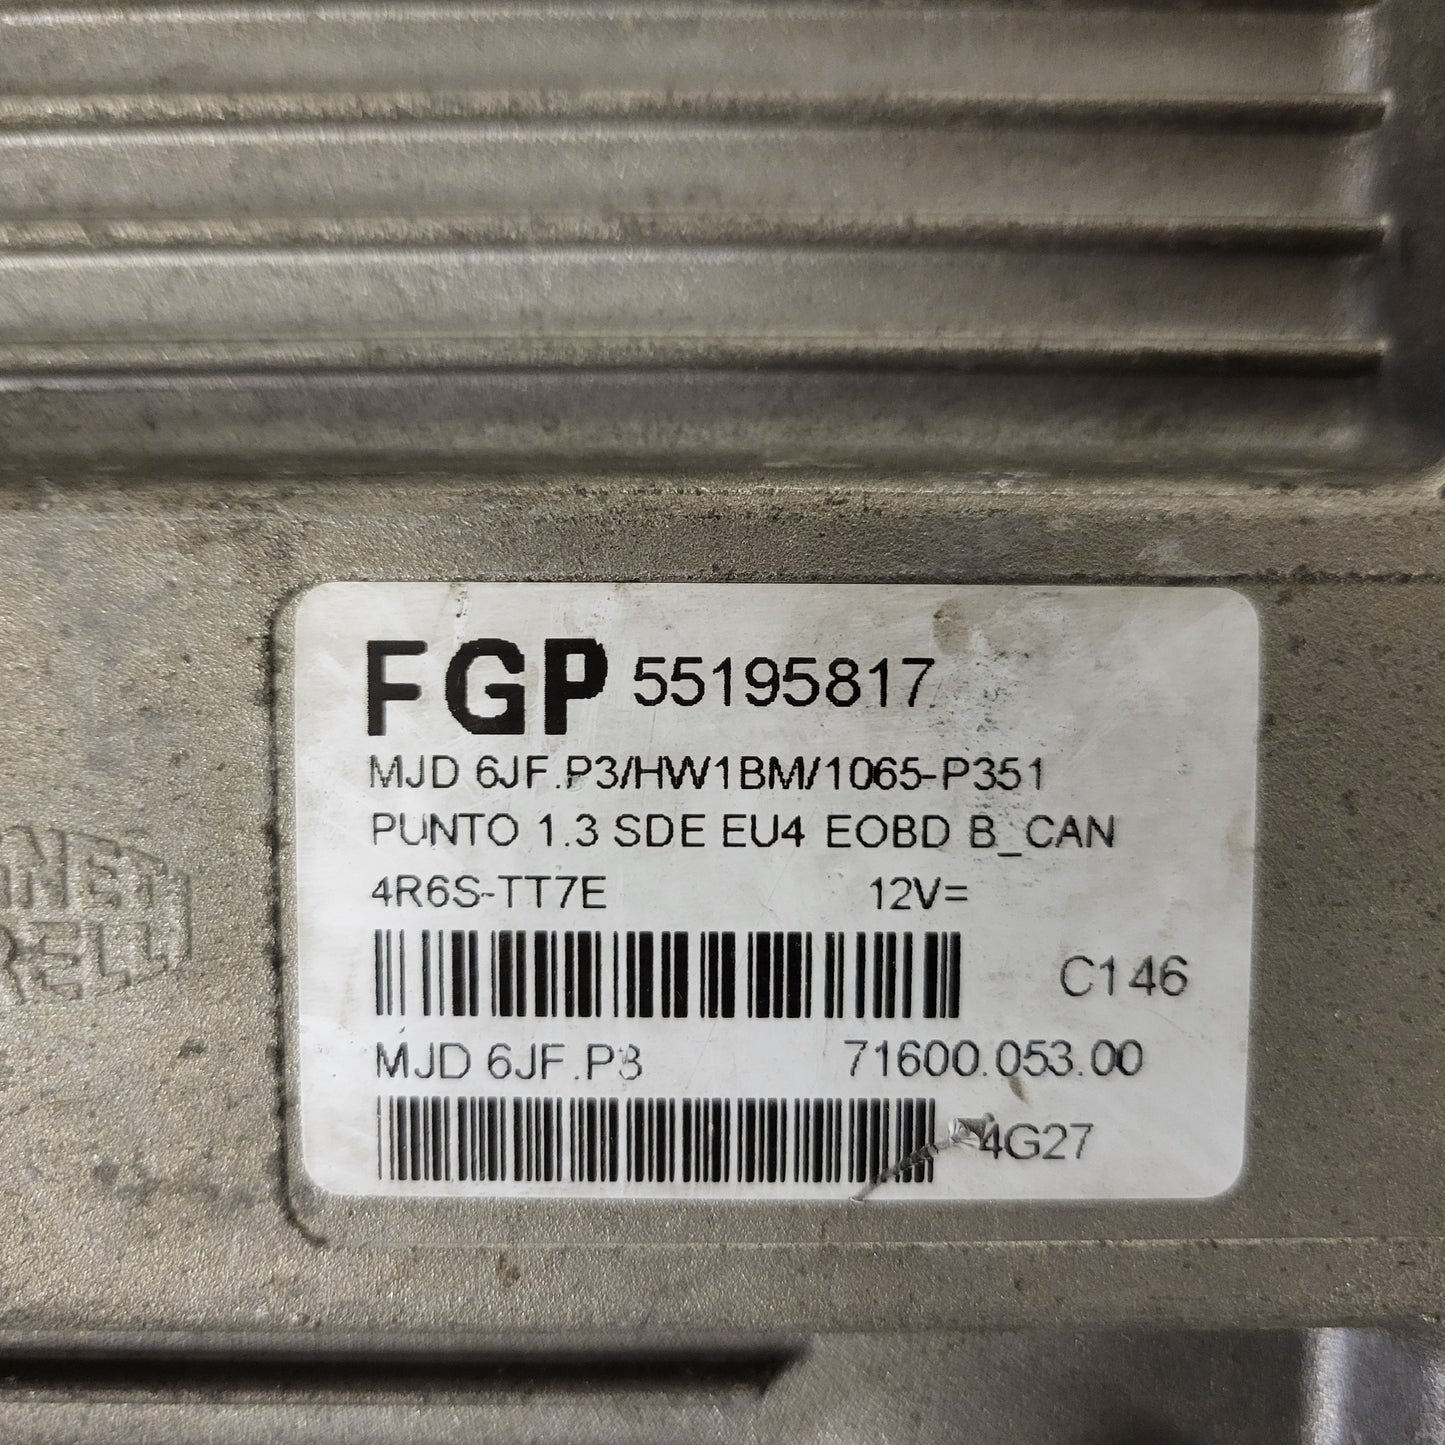 FGP 55195817
MJD 6JF.P3/HW1BM/1065-P351
PUNTO 1.3 SDE EU4 EOBD B_CAN
4R6S-TT7E 12V=
C146
MJD 6JF.P3 71600.053.00
4G27